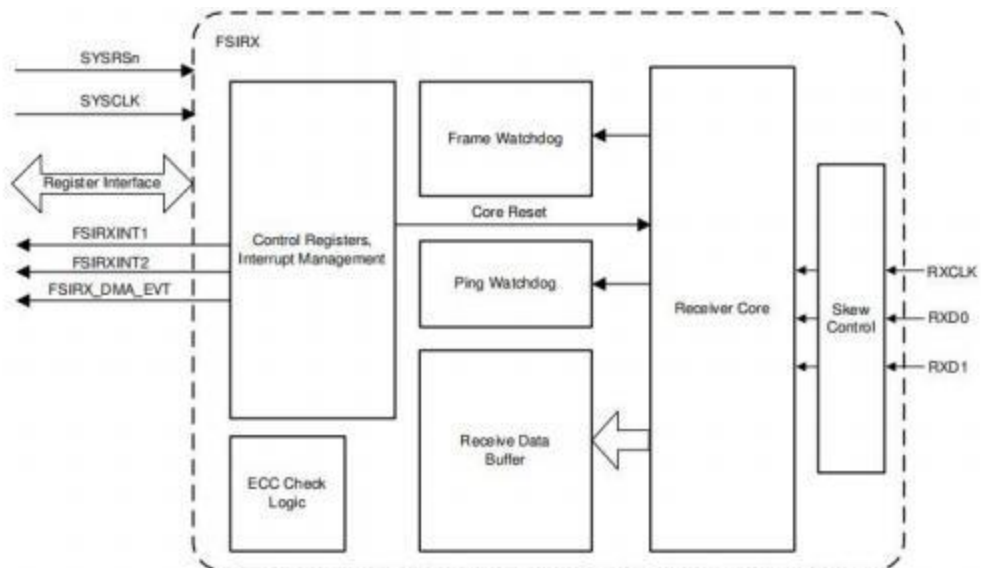 FSIRX
SYSRSn
SYSCLK
Register Interface
FSIRXINT1
FSIRXINT2
FSIRX_DMA_EVT
Control Registers,
Interrupt Management
ECC Check
Logic
Frame Watchdog
Core Reset
Ping Watchdog
Receive Data
Buffer
Receiver Core
Skew
Control
RXCLK
RXD0
RXD1